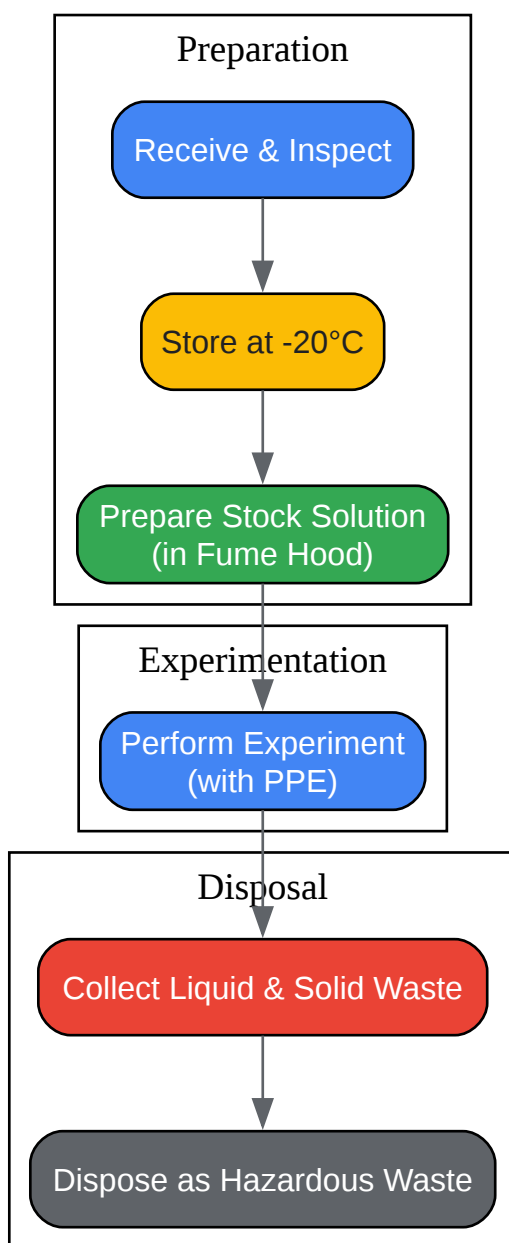 Preparation
Receive & Inspect
Store at -20°C
Prepare Stock Solution
(in Fume Hood)
Experimentation
Perform Experiment
(with PPE)
Disposal
Collect Liquid & Solid Waste
Dispose as Hazardous Waste